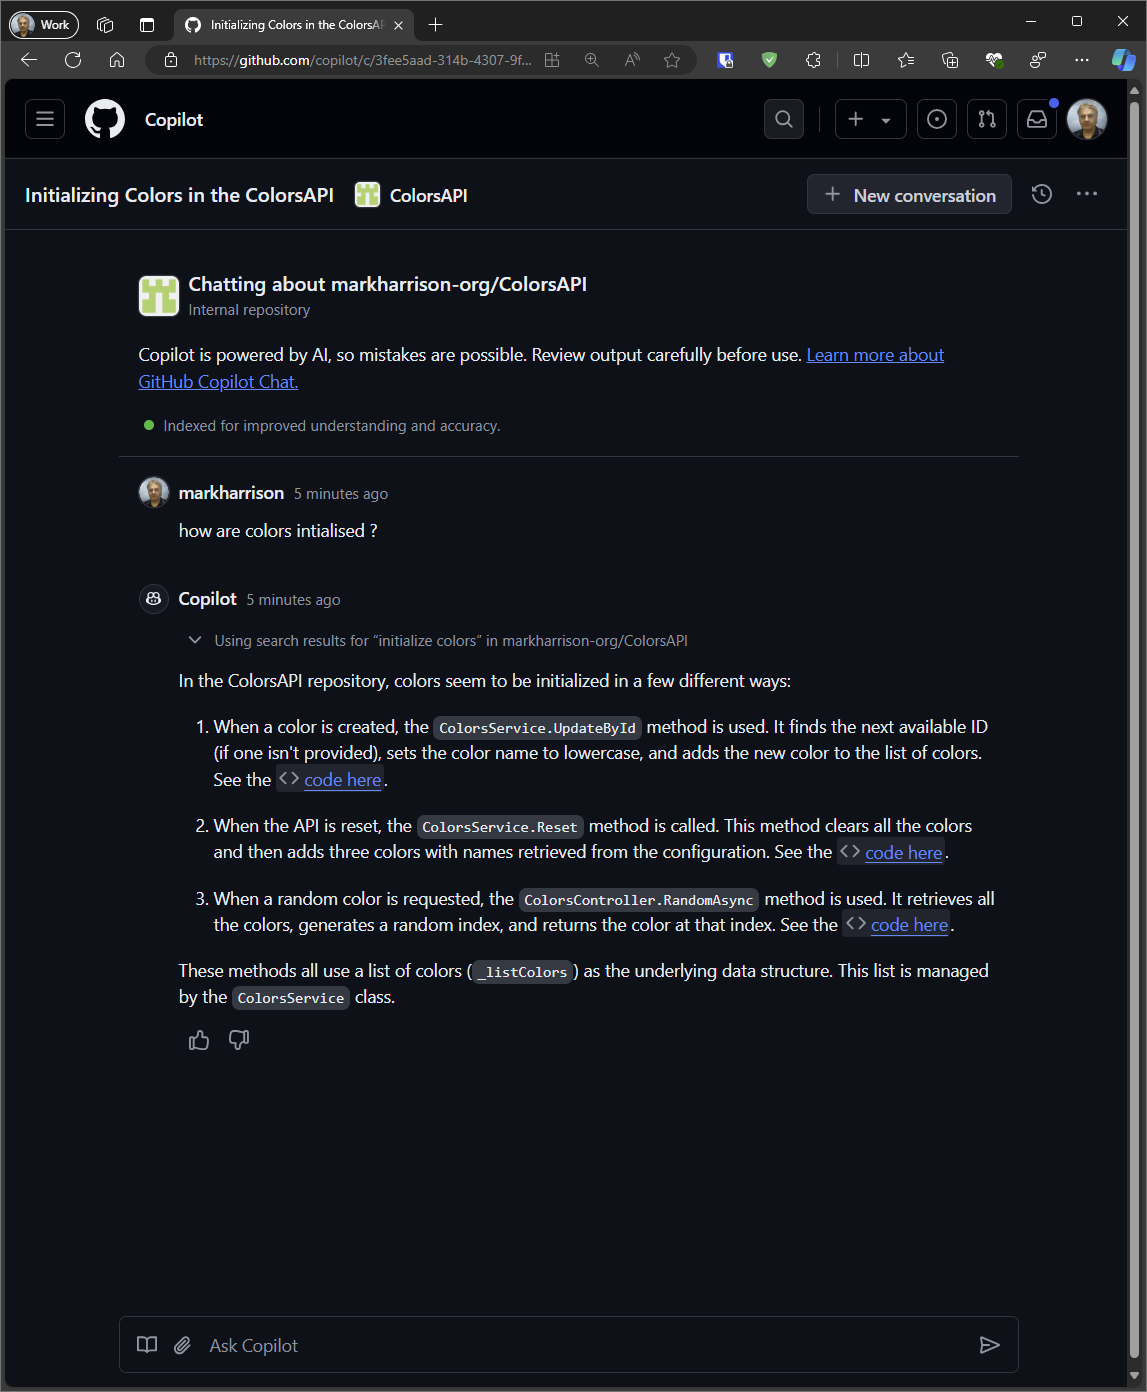 Work
Initializing Colors in the ColorsAP
https://github.com/copilot/c/3fee5aad-314b-4307-9f...
Copilot
Initializing Colors in the ColorsAPI
ColorsAPI
New conversation
Chatting about markharrison-org/ColorsAPI
Internal repository
Copilot is powered by AI, so mistakes are possible. Review output carefully before use. Learn more about
GitHub Copilot Chat.
Indexed for improved understanding and accuracy.
markharrison 5 minutes ago
how are colors intialised ?
Copilot 5 minutes ago
Using search results for “initialize colors” in markharrison-org/ColorsAPI
In the ColorsAPI repository, colors seem to be initialized in a few different ways:
1. When a color is created, the ColorsService.UpdateById method is used. It finds the next available ID
(if one isn't provided), sets the color name to lowercase, and adds the new color to the list of colors.
See the <> code here.
2. When the API is reset, the ColorsService.Reset method is called. This method clears all the colors
and then adds three colors with names retrieved from the configuration. See the <> code here.
3. When a random color is requested, the ColorsController.RandomAsync method is used. It retrieves all
the colors, generates a random index, and returns the color at that index. See the <> code here.
These methods all use a list of colors (_listColors) as the underlying data structure. This list is managed
by the ColorsService class.
Ask Copilot